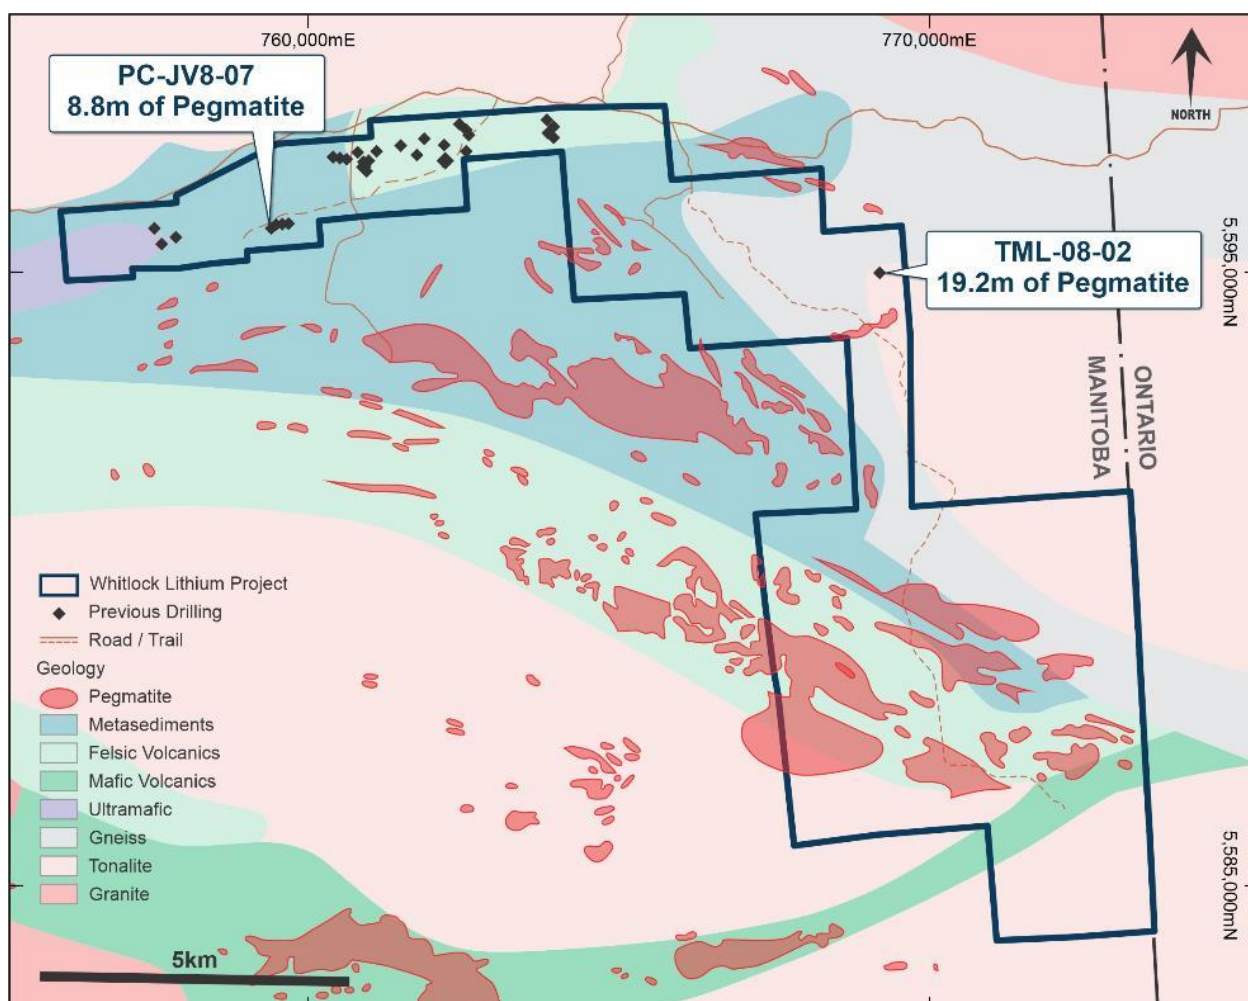 760,000mE
770,000mE
PC-JV8-07
8.8m of Pegmatite
NORTH
TML-08-02
19.2m of Pegmatite
5,595,000mN
MANITOBA
ONTARIO
Whitlock Lithium Project
Previous Drilling
Road / Trail
Geology
Pegmatite
Metasediments
Felsic Volcanics
Mafic Volcanics
Ultramafic
Gneiss
Tonalite
Granite
5,585,000mN
5km